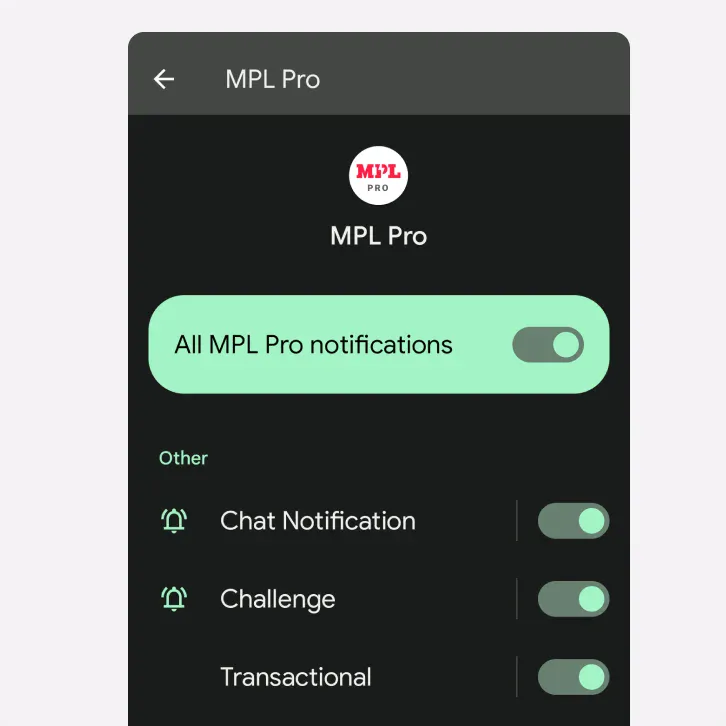 MPL Pro
MPL
PRO
MPL Pro
All MPL Pro notifications
Other
Chat Notification
Challenge
Transactional